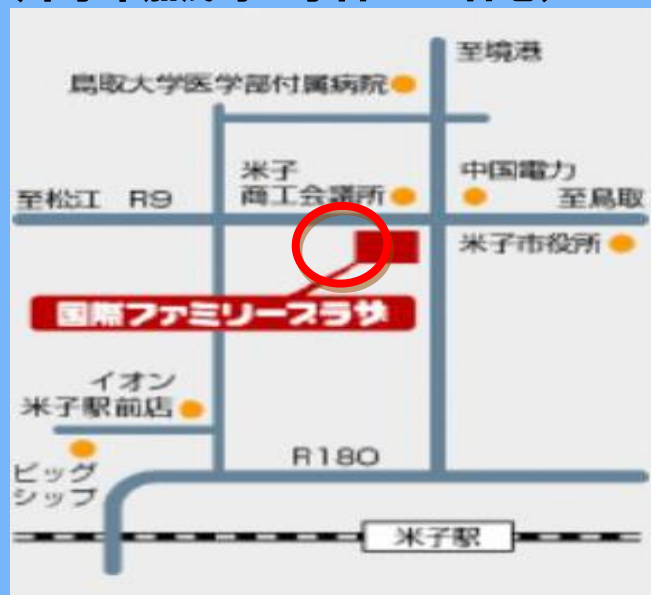 至境港
鳥取大学医学部付属病院
米子
商工会議所
中国電力
至松江 R9
至鳥取
米子市役所
国際ファミリープラザ
イオン
米子駅前店
R180
ビッグ
シップ
米子駅